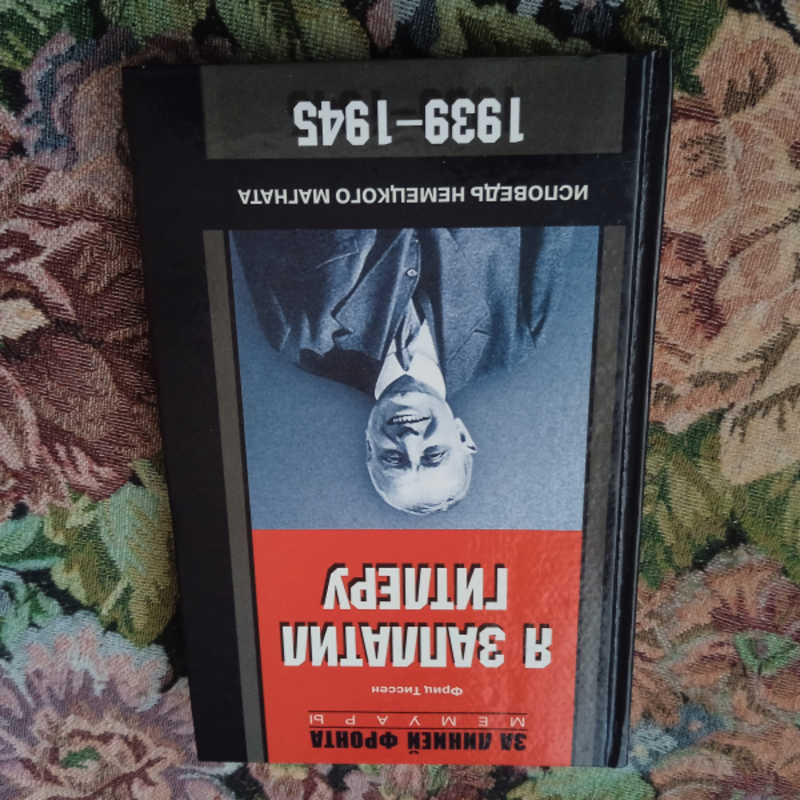 ЗА ЛИНИЕЙ ФРОНТА
МЕМУАРЫ
Фриц Тиссен
Я ЗАПЛАТИЛ
ГИТЛЕРУ
ИСПОВЕДЬ НЕМЕЦКОГО МАГНАТА
1939–1945